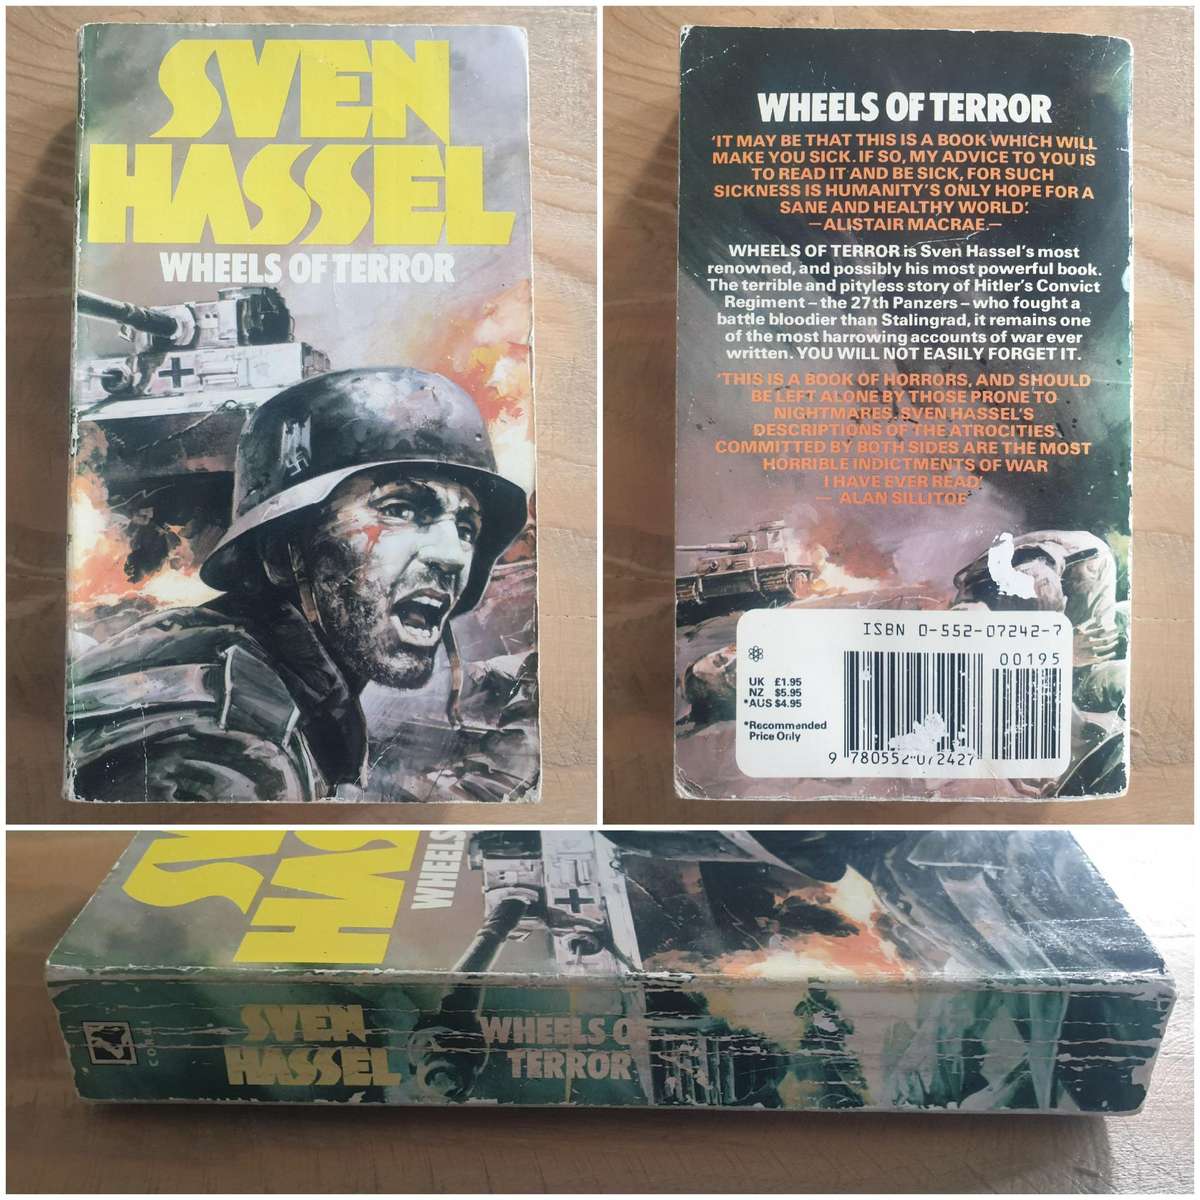 SVEN
HASSEL
WHEELS OF TERROR
WHEELS OF TERROR
'IT MAY BE THAT THIS IS A BOOK WHICH WILL
MAKE YOU SICK. IF SO, MY ADVICE TO YOU IS
TO READ IT AND BE SICK, FOR SUCH
SICKNESS IS HUMANITY'S ONLY HOPE FOR A
SANE AND HEALTHY WORLD'.
—ALISTAIR MACRAE.—
WHEELS OF TERROR is Sven Hassel's most
renowned, and possibly his most powerful book.
The terrible and pityless story of Hitler's Convict
Regiment – the 27th Panzers – who fought a
battle bloodier than Stalingrad, it remains one
of the most harrowing accounts of war ever
written. YOU WILL NOT EASILY FORGET IT.
'THIS IS A BOOK OF HORRORS, AND SHOULD
BE LEFT ALONE BY THOSE PRONE TO
NIGHTMARES. SVEN HASSEL'S
DESCRIPTIONS OF THE ATROCITIES
COMMITTED BY BOTH SIDES ARE THE MOST
HORRIBLE INDICTMENTS OF WAR
I HAVE EVER READ'
— ALAN SILLITOE
ISBN 0-552-07242-7
00195
UK £1.95
NZ $5.95
*AUS $4.95
*Recommended
Price Only
9 780552 072427
WHEELS
CORGI
SVEN
HASSEL
WHEELS OF
TERROR